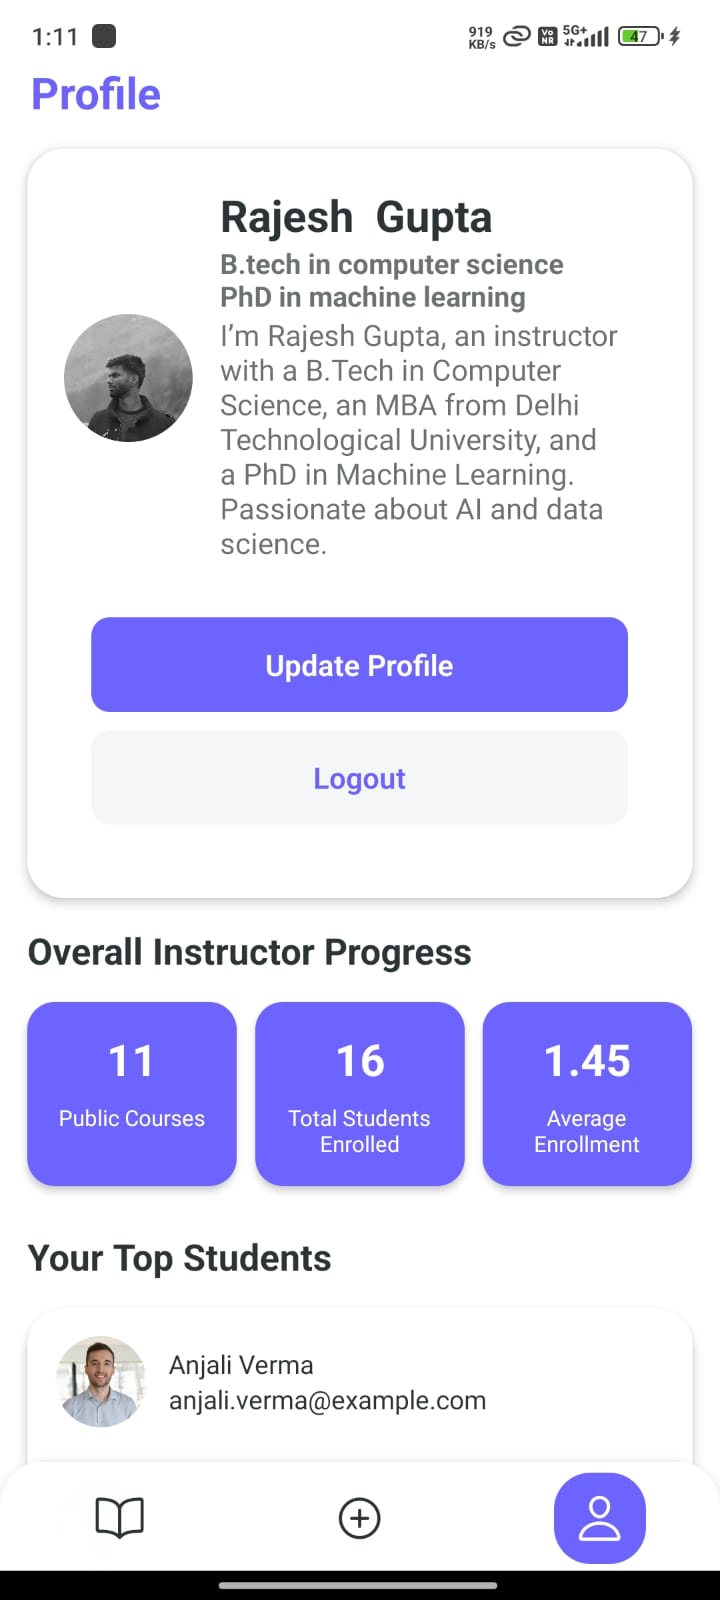 1:11
919
KB/s
Vo
NR
5G+
47
Profile
Rajesh  Gupta
B.tech in computer science
PhD in machine learning
I’m Rajesh Gupta, an instructor
with a B.Tech in Computer
Science, an MBA from Delhi
Technological University, and
a PhD in Machine Learning.
Passionate about AI and data
science.
Update Profile
Logout
Overall Instructor Progress
11
Public Courses
16
Total Students
Enrolled
1.45
Average
Enrollment
Your Top Students
Anjali Verma
anjali.verma@example.com